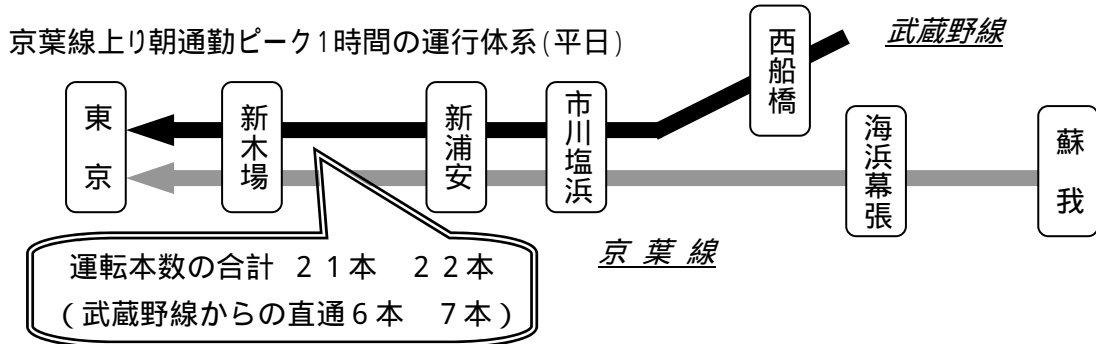 京葉線上り朝通勤ピーク1時間の運行体系(平日)
武蔵野線
西船橋
東京
新木場
新浦安
市川塩浜
海浜幕張
蘇我
京葉線
運転本数の合計 21本 22本
(武蔵野線からの直通6本 7本)